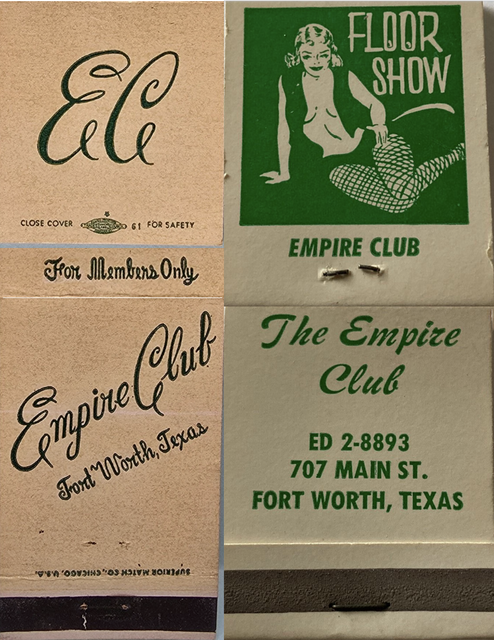 EC
CLOSE COVER 61 FOR SAFETY
For Members Only
Empire Club
Fort Worth, Texas
SUPERIOR MATCH CO., CHICAGO, U.S.A.
FLOOR
SHOW
EMPIRE CLUB
The Empire
Club
ED 2-8893
707 MAIN ST.
FORT WORTH, TEXAS